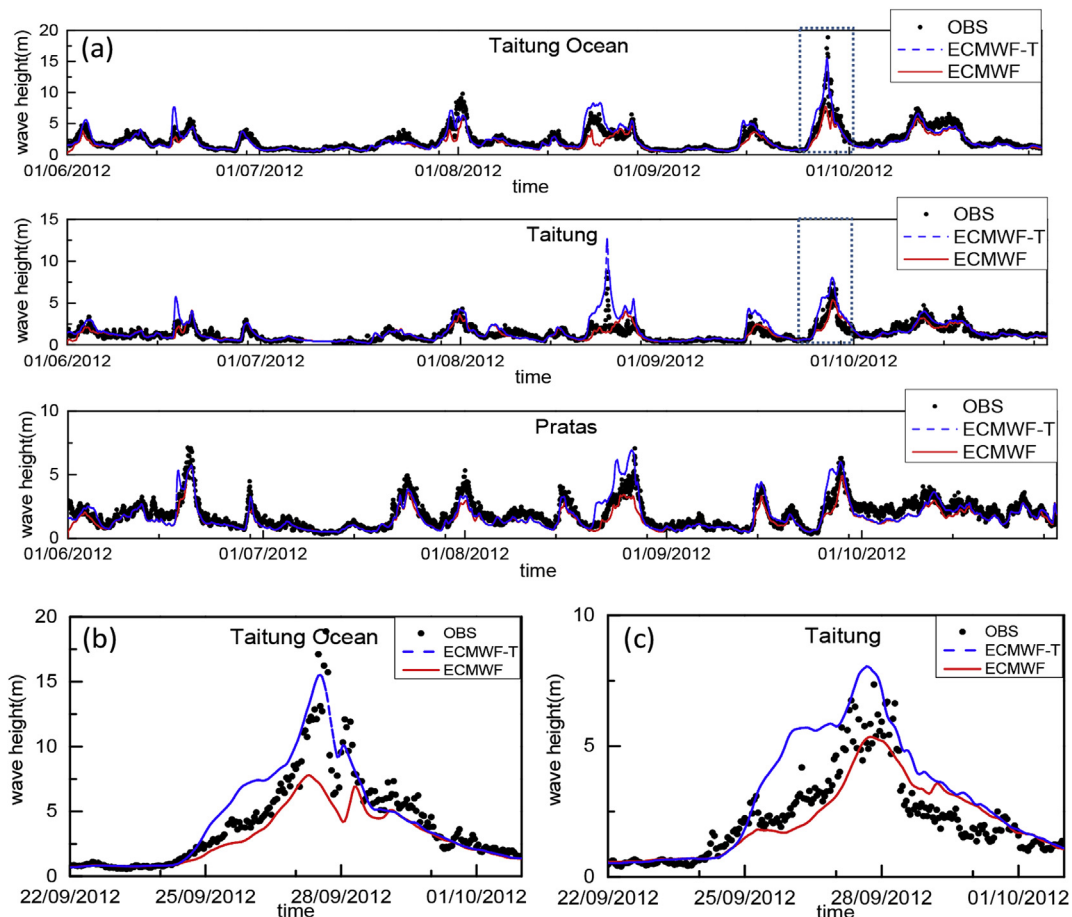 (a)
Taitung Ocean
OBS
ECMWF-T
ECMWF
wave height(m)
20
15
10
5
0
01/06/2012 01/07/2012 01/08/2012 01/09/2012 01/10/2012
time
Taitung
OBS
ECMWF-T
ECMWF
wave height(m)
15
10
5
0
01/06/2012 01/07/2012 01/08/2012 01/09/2012 01/10/2012
time
Pratas
OBS
ECMWF-T
ECMWF
wave height(m)
10
5
0
01/06/2012 01/07/2012 01/08/2012 01/09/2012 01/10/2012
time
(b)
Taitung Ocean
OBS
ECMWF-T
ECMWF
wave height(m)
20
15
10
5
0
22/09/2012 25/09/2012 28/09/2012 01/10/2012
time
(c)
Taitung
OBS
ECMWF-T
ECMWF
wave height(m)
10
5
0
22/09/2012 25/09/2012 28/09/2012 01/10/2012
time